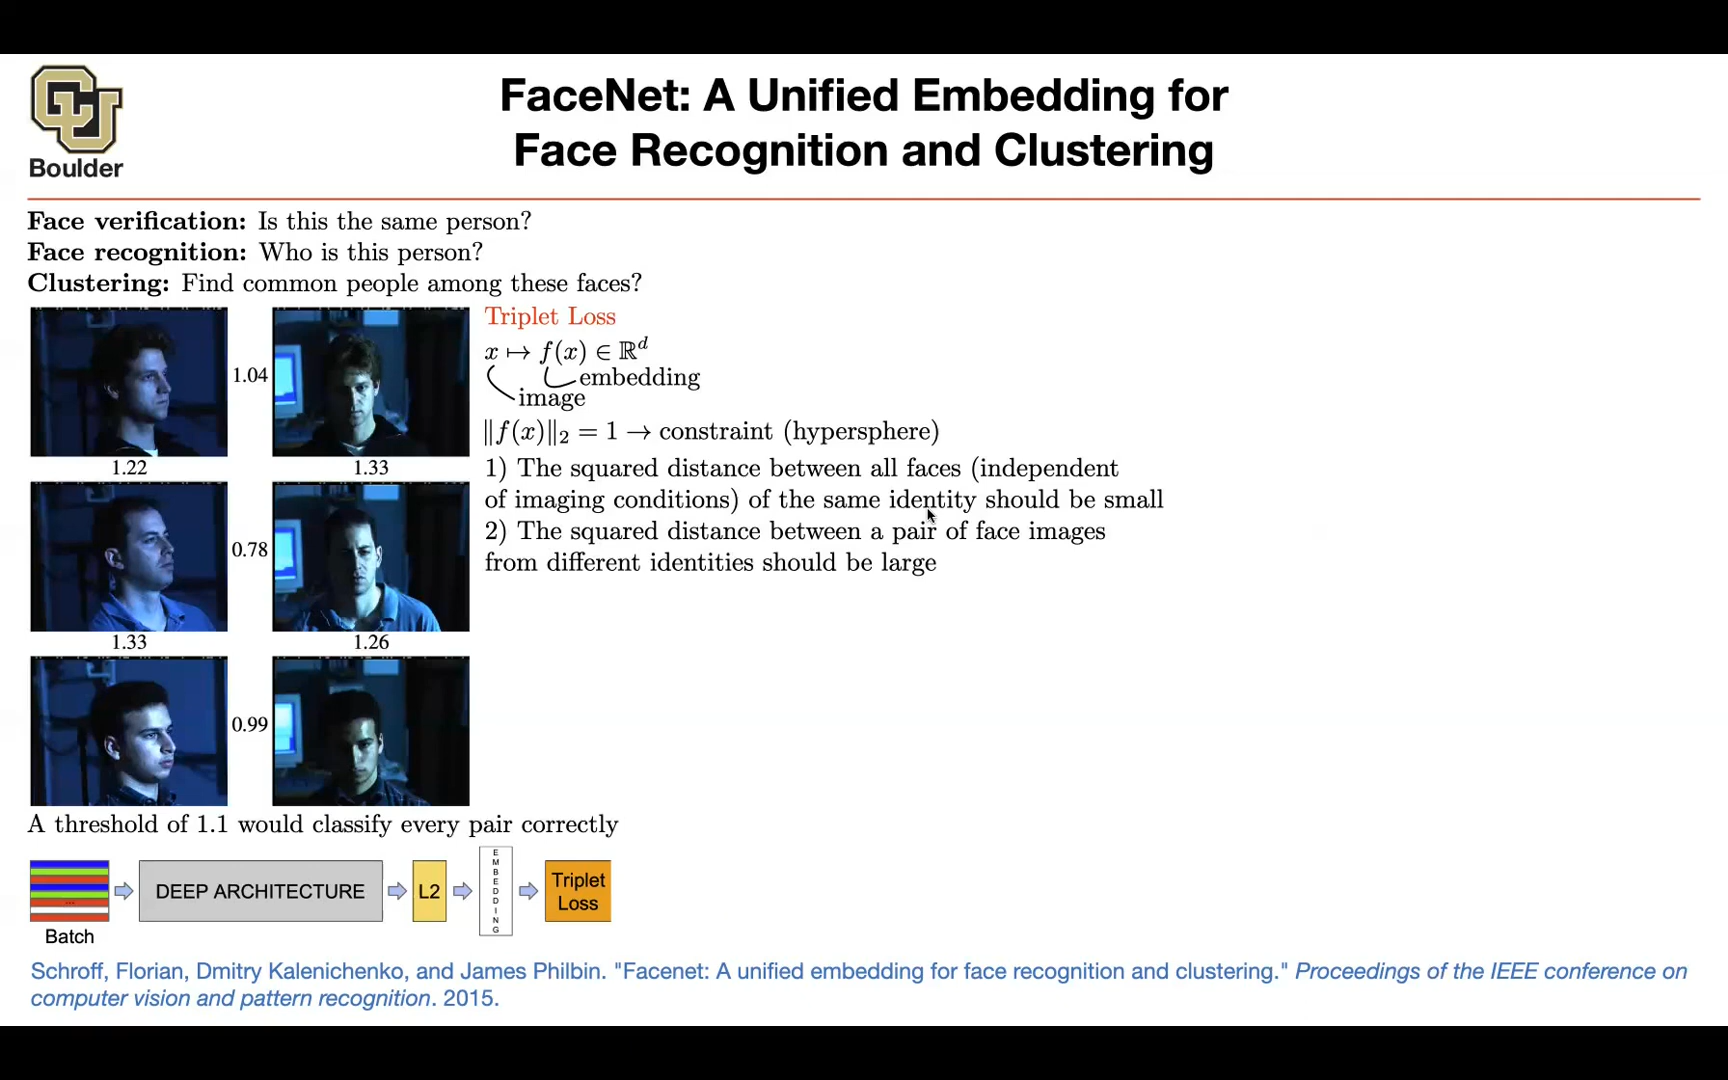 CU
Boulder
FaceNet: A Unified Embedding for
Face Recognition and Clustering
Face verification: Is this the same person?
Face recognition: Who is this person?
Clustering: Find common people among these faces?
1.04
1.22
1.33
0.78
1.33
1.26
0.99
A threshold of 1.1 would classify every pair correctly
Triplet Loss
x ↦ f(x) ∈ ℝ^d
embedding
image
‖f(x)‖₂ = 1 → constraint (hypersphere)
1) The squared distance between all faces (independent
of imaging conditions) of the same identity should be small
2) The squared distance between a pair of face images
from different identities should be large
...
Batch
DEEP ARCHITECTURE
L2
EMBEDDING
Triplet
Loss
Schroff, Florian, Dmitry Kalenichenko, and James Philbin. "Facenet: A unified embedding for face recognition and clustering." Proceedings of the IEEE conference on
computer vision and pattern recognition. 2015.